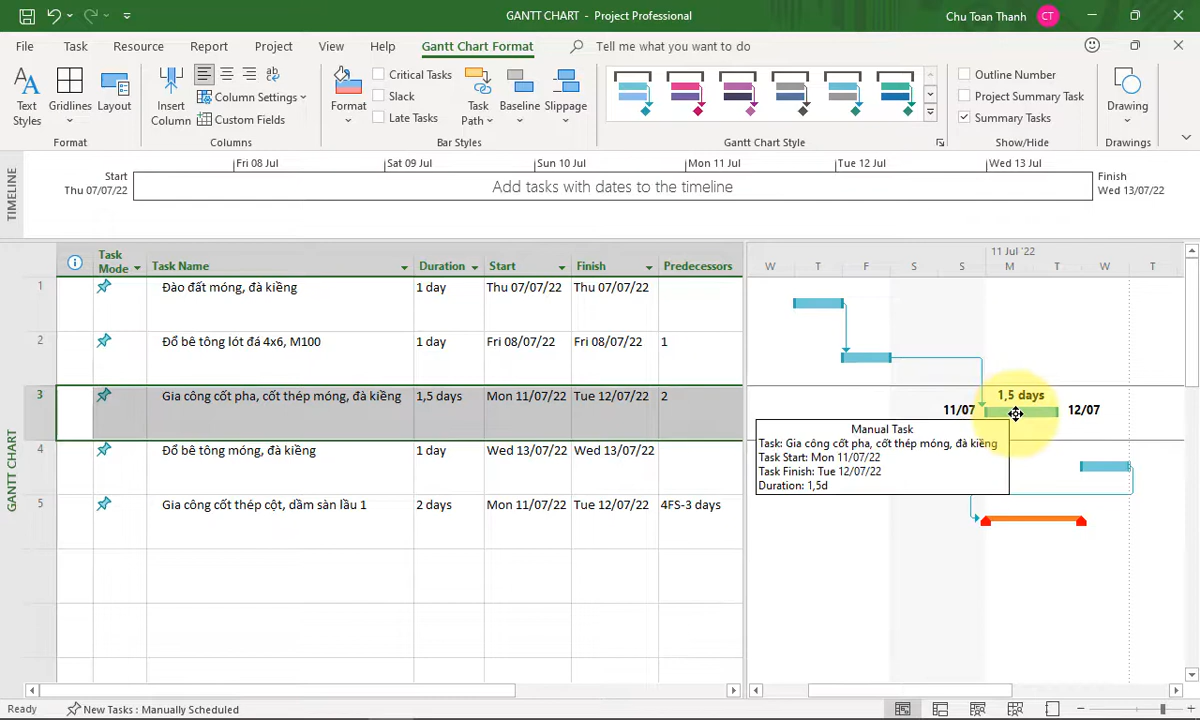 GANTT CHART - Project Professional
Chu Toan Thanh CT
File Task Resource Report Project View Help Gantt Chart Format Tell me what you want to do
Text Styles
Gridlines
Layout
Format
Insert Column
Column Settings
Custom Fields
Columns
Format
Critical Tasks
Slack
Late Tasks
Task Path
Baseline
Slippage
Bar Styles
Gantt Chart Style
Outline Number
Project Summary Task
Summary Tasks
Show/Hide
Drawing
Drawings
TIMELINE
Start
Thu 07/07/22
Fri 08 Jul Sat 09 Jul Sun 10 Jul Mon 11 Jul Tue 12 Jul Wed 13 Jul
Add tasks with dates to the timeline
Finish
Wed 13/07/22
GANTT CHART
Task Mode Task Name Duration Start Finish Predecessors
11 Jul '22
W T F S S M T W T
1 Đào đất móng, đà kiềng 1 day Thu 07/07/22 Thu 07/07/22
2 Đổ bê tông lót đá 4x6, M100 1 day Fri 08/07/22 Fri 08/07/22 1
3 Gia công cốt pha, cốt thép móng, đà kiềng 1,5 days Mon 11/07/22 Tue 12/07/22 2
4 Đổ bê tông móng, đà kiềng 1 day Wed 13/07/22 Wed 13/07/22
5 Gia công cốt thép cột, dầm sàn lầu 1 2 days Mon 11/07/22 Tue 12/07/22 4FS-3 days
1,5 days
11/07 12/07
Manual Task
Task: Gia công cốt pha, cốt thép móng, đà kiềng
Task Start: Mon 11/07/22
Task Finish: Tue 12/07/22
Duration: 1,5d
Ready New Tasks : Manually Scheduled